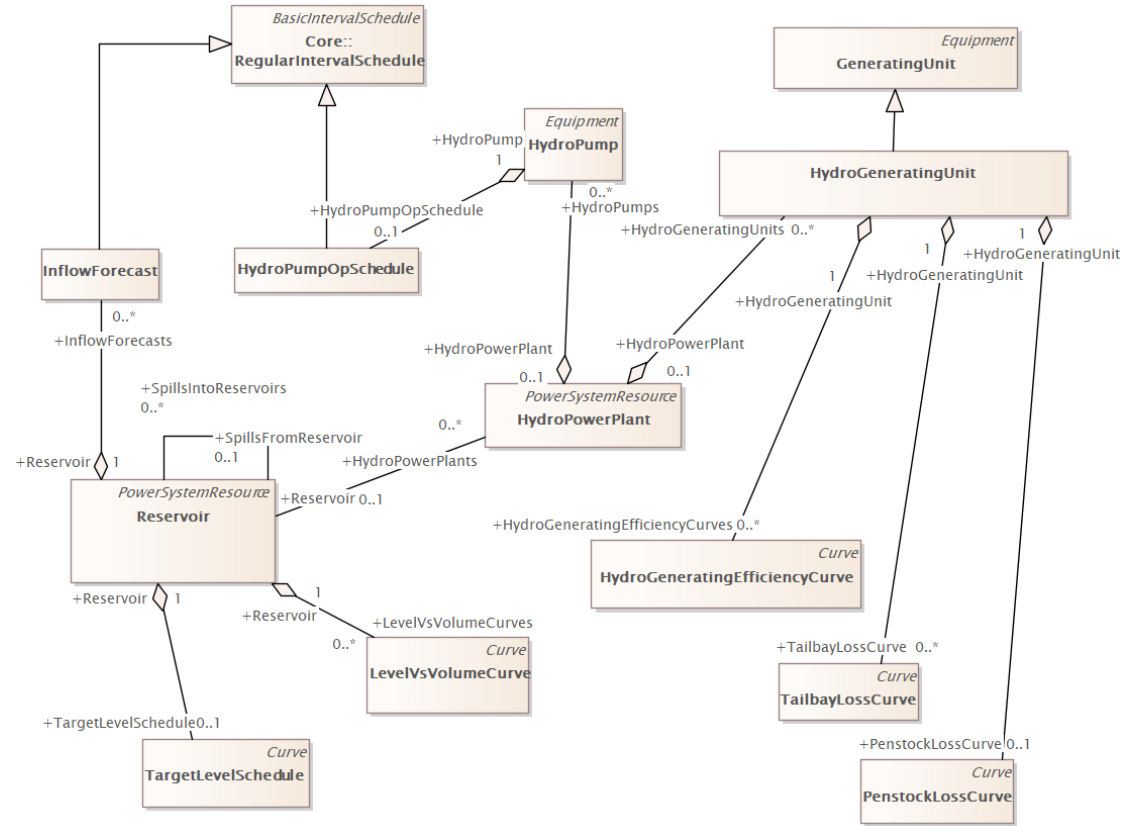 BasicIntervalSchedule
Core::
RegularIntervalSchedule
Equipment
GeneratingUnit
Equipment
HydroPump
+HydroPump
1
HydroGeneratingUnit
+HydroPumpOpSchedule
0..1
0..*
+HydroPumps
+HydroGeneratingUnits 0..*
1
+HydroGeneratingUnit
1
+HydroGeneratingUnit
1
+HydroGeneratingUnit
InflowForecast
HydroPumpOpSchedule
0..*
+InflowForecasts
+HydroPowerPlant
0..1
+HydroPowerPlant
0..1
PowerSystemResource
HydroPowerPlant
+SpillsIntoReservoirs
0..*
+SpillsFromReservoir
0..1
0..*
+HydroPowerPlants
+Reservoir 1
+Reservoir 0..1
PowerSystemResource
Reservoir
+HydroGeneratingEfficiencyCurves 0..*
Curve
HydroGeneratingEfficiencyCurve
+Reservoir 1
1
+Reservoir
+LevelVsVolumeCurves
0..*
Curve
LevelVsVolumeCurve
+TailbayLossCurve 0..*
Curve
TailbayLossCurve
+TargetLevelSchedule 0..1
Curve
TargetLevelSchedule
+PenstockLossCurve 0..1
Curve
PenstockLossCurve